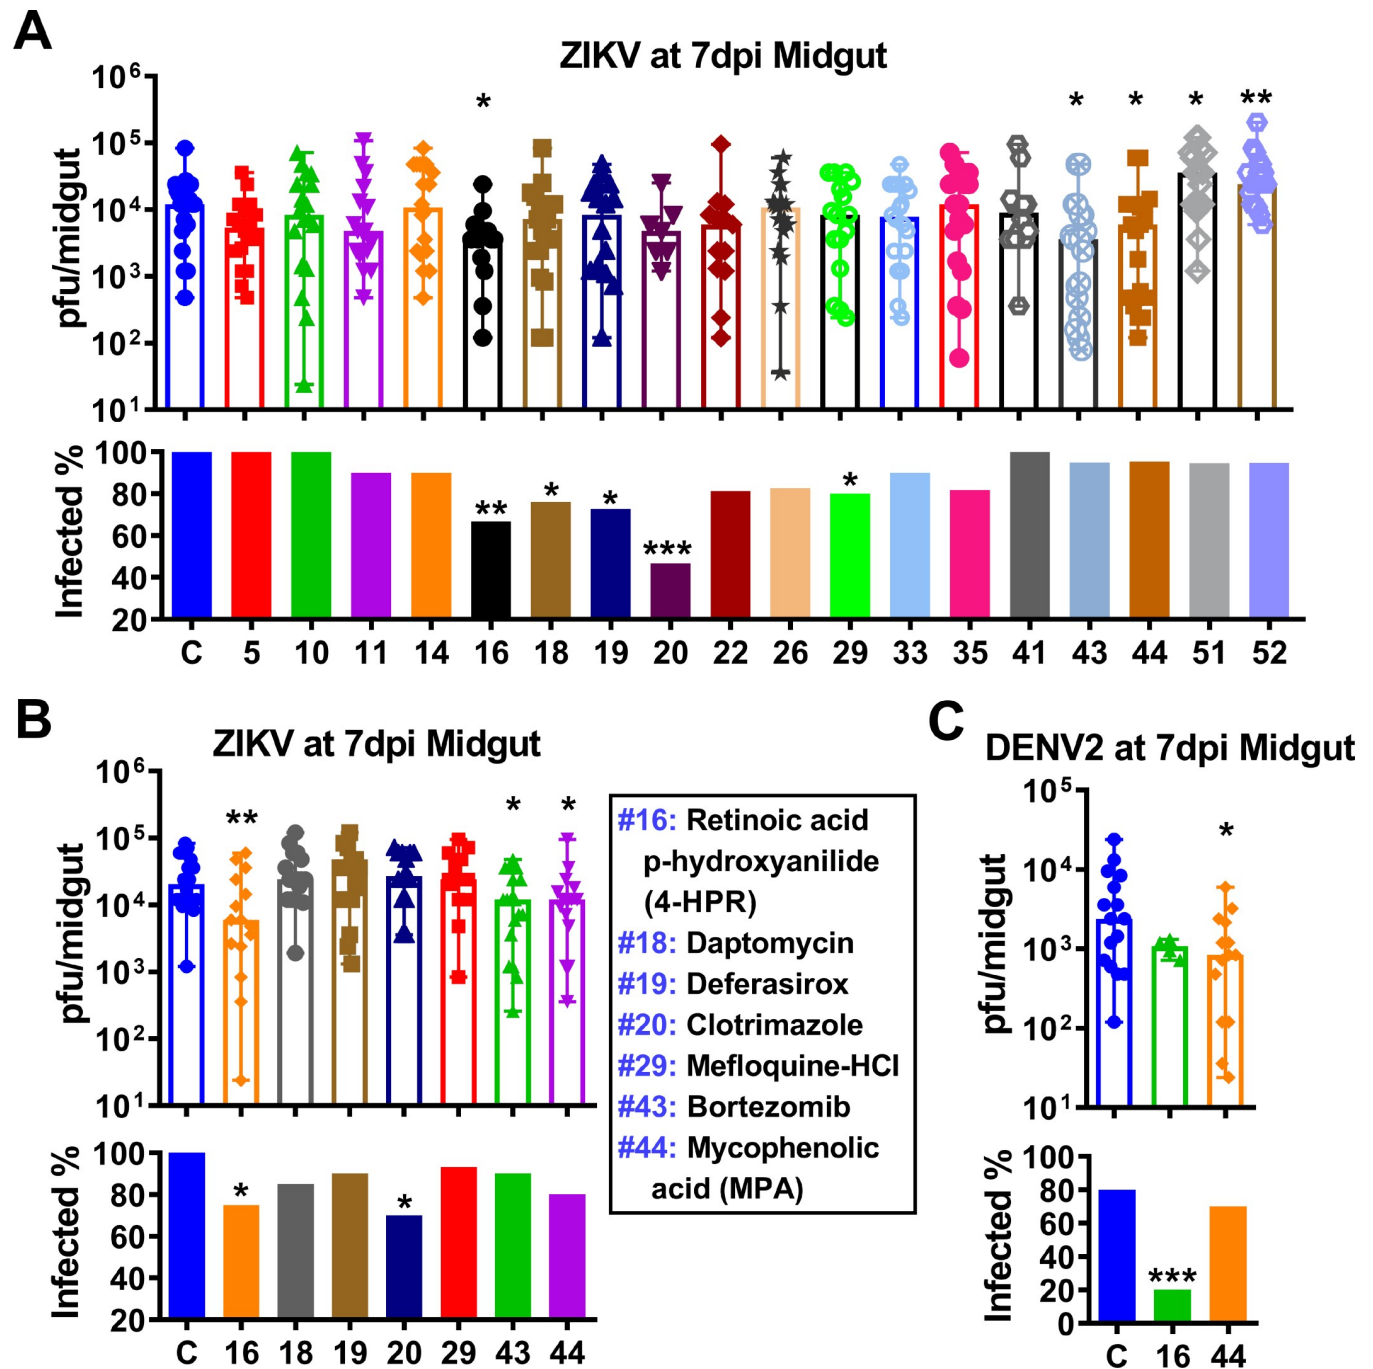 A
ZIKV at 7dpi Midgut
pfu/midgut
10⁶
10⁵
10⁴
10³
10²
10¹
* * * * **
Infected %
100
80
60
40
20
** * * *** *
C 5 10 11 14 16 18 19 20 22 26 29 33 35 41 43 44 51 52
B
ZIKV at 7dpi Midgut
pfu/midgut
10⁶
10⁵
10⁴
10³
10²
10¹
** * *
Infected %
100
80
60
40
20
* *
C 16 18 19 20 29 43 44
#16: Retinoic acid
p-hydroxyanilide
(4-HPR)
#18: Daptomycin
#19: Deferasirox
#20: Clotrimazole
#29: Mefloquine-HCl
#43: Bortezomib
#44: Mycophenolic
acid (MPA)
C
DENV2 at 7dpi Midgut
pfu/midgut
10⁵
10⁴
10³
10²
10¹
*
Infected %
100
80
60
40
20
0
***
C 16 44